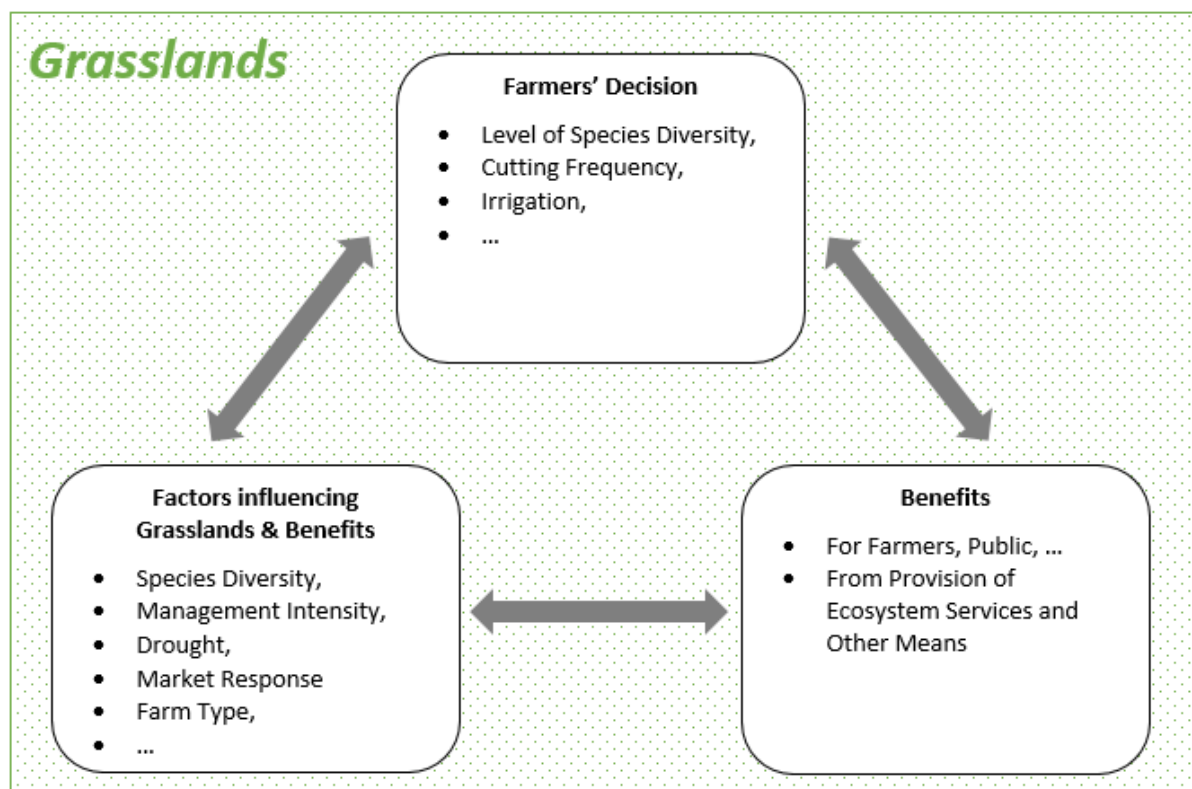 Grasslands
Farmers’ Decision
• Level of Species Diversity,
• Cutting Frequency,
• Irrigation,
• …
Factors influencing
Grasslands & Benefits
• Species Diversity,
• Management Intensity,
• Drought,
• Market Response
• Farm Type,
• …
Benefits
• For Farmers, Public, …
• From Provision of
Ecosystem Services and
Other Means